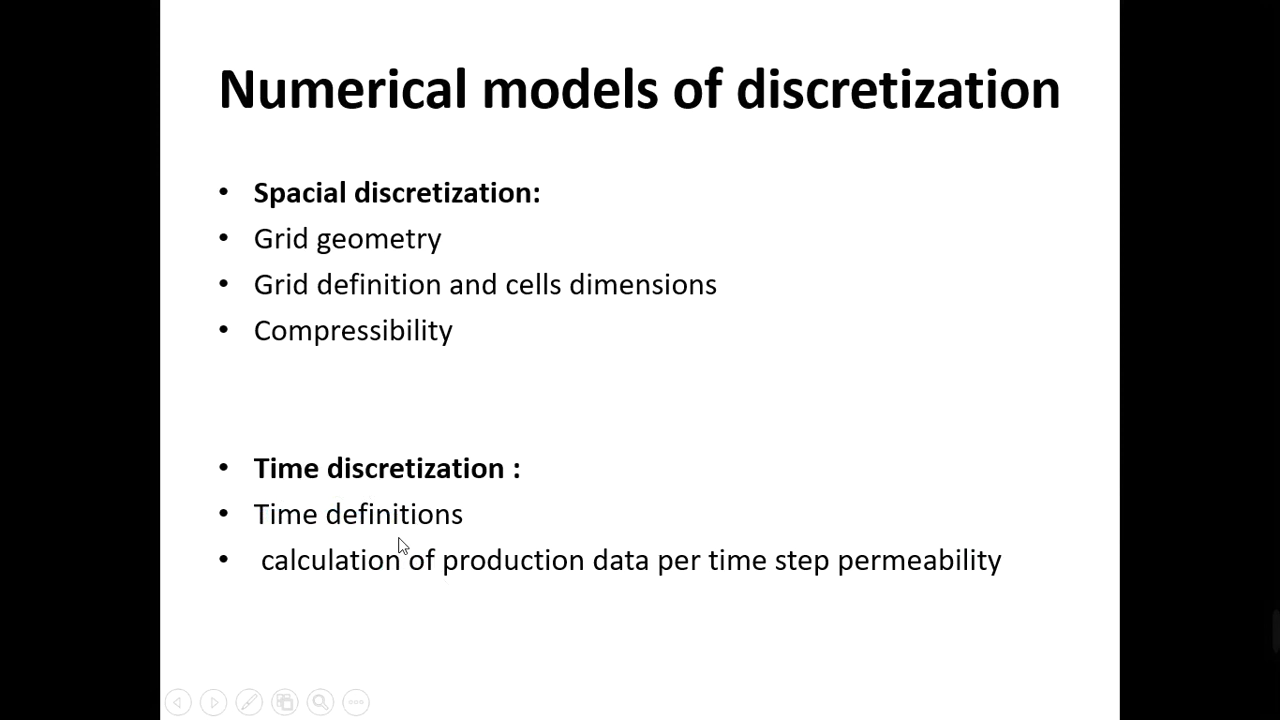 Numerical models of discretization
• Spacial discretization:
• Grid geometry
• Grid definition and cells dimensions
• Compressibility
• Time discretization :
• Time definitions
• calculation of production data per time step permeability